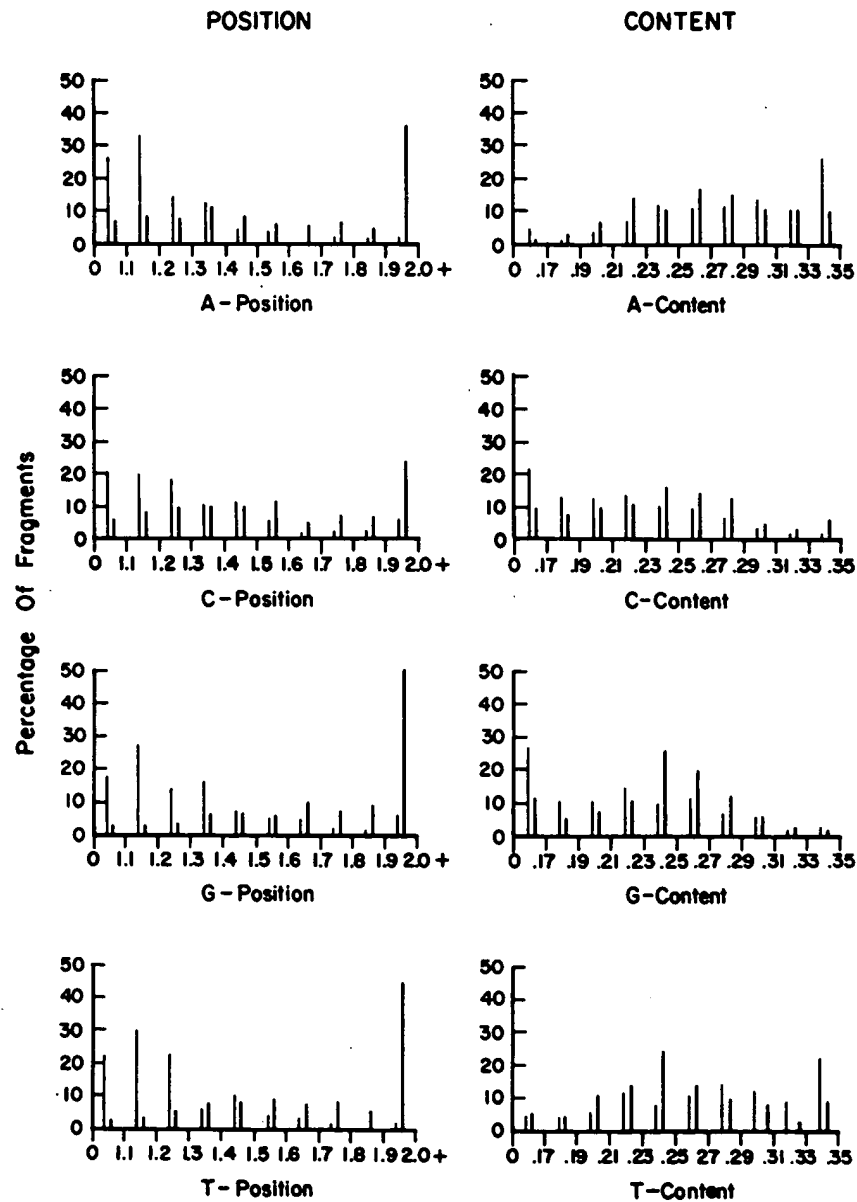 POSITION CONTENT
Percentage Of Fragments
50
40
30
20
10
0
0 1.1 1.2 1.3 1.4 1.5 1.6 1.7 1.8 1.9 2.0 +
A-Position
50
40
30
20
10
0
0 .17 .19 .21 .23 .25 .27 .29 .31 .33 .35
A-Content
50
40
30
20
10
0
0 1.1 1.2 1.3 1.4 1.5 1.6 1.7 1.8 1.9 2.0 +
C-Position
50
40
30
20
10
0
0 .17 .19 .21 .23 .25 .27 .29 .31 .33 .35
C-Content
50
40
30
20
10
0
0 1.1 1.2 1.3 1.4 1.5 1.6 1.7 1.8 1.9 2.0 +
G-Position
50
40
30
20
10
0
0 .17 .19 .21 .23 .25 .27 .29 .31 .33 .35
G-Content
50
40
30
20
10
0
0 1.1 1.2 1.3 1.4 1.5 1.6 1.7 1.8 1.9 2.0 +
T-Position
50
40
30
20
10
0
0 .17 .19 .21 .23 .25 .27 .29 .31 .33 .35
T-Content